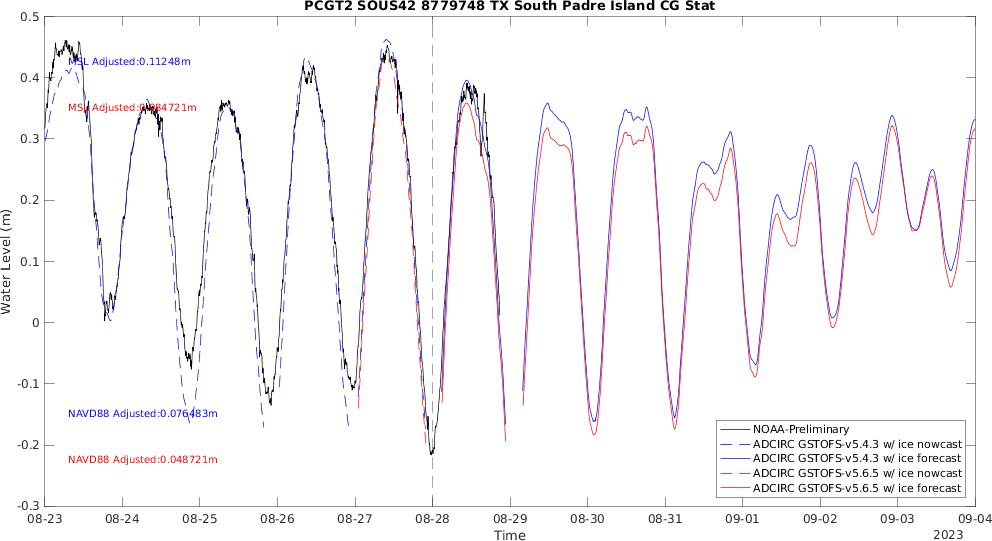 PCGT2 SOUS42 8779748 TX South Padre Island CG Stat
0.5
0.4
0.3
0.2
0.1
0
-0.1
-0.2
-0.3
Water Level (m)
MSL Adjusted:0.11248m
MSL Adjusted:0.084721m
NAVD88 Adjusted:0.076483m
NAVD88 Adjusted:0.048721m
NOAA-Preliminary
ADCIRC GSTOFS-v5.4.3 w/ ice nowcast
ADCIRC GSTOFS-v5.4.3 w/ ice forecast
ADCIRC GSTOFS-v5.6.5 w/ ice nowcast
ADCIRC GSTOFS-v5.6.5 w/ ice forecast
08-23 08-24 08-25 08-26 08-27 08-28 08-29 08-30 08-31 09-01 09-02 09-03 09-04
Time
2023